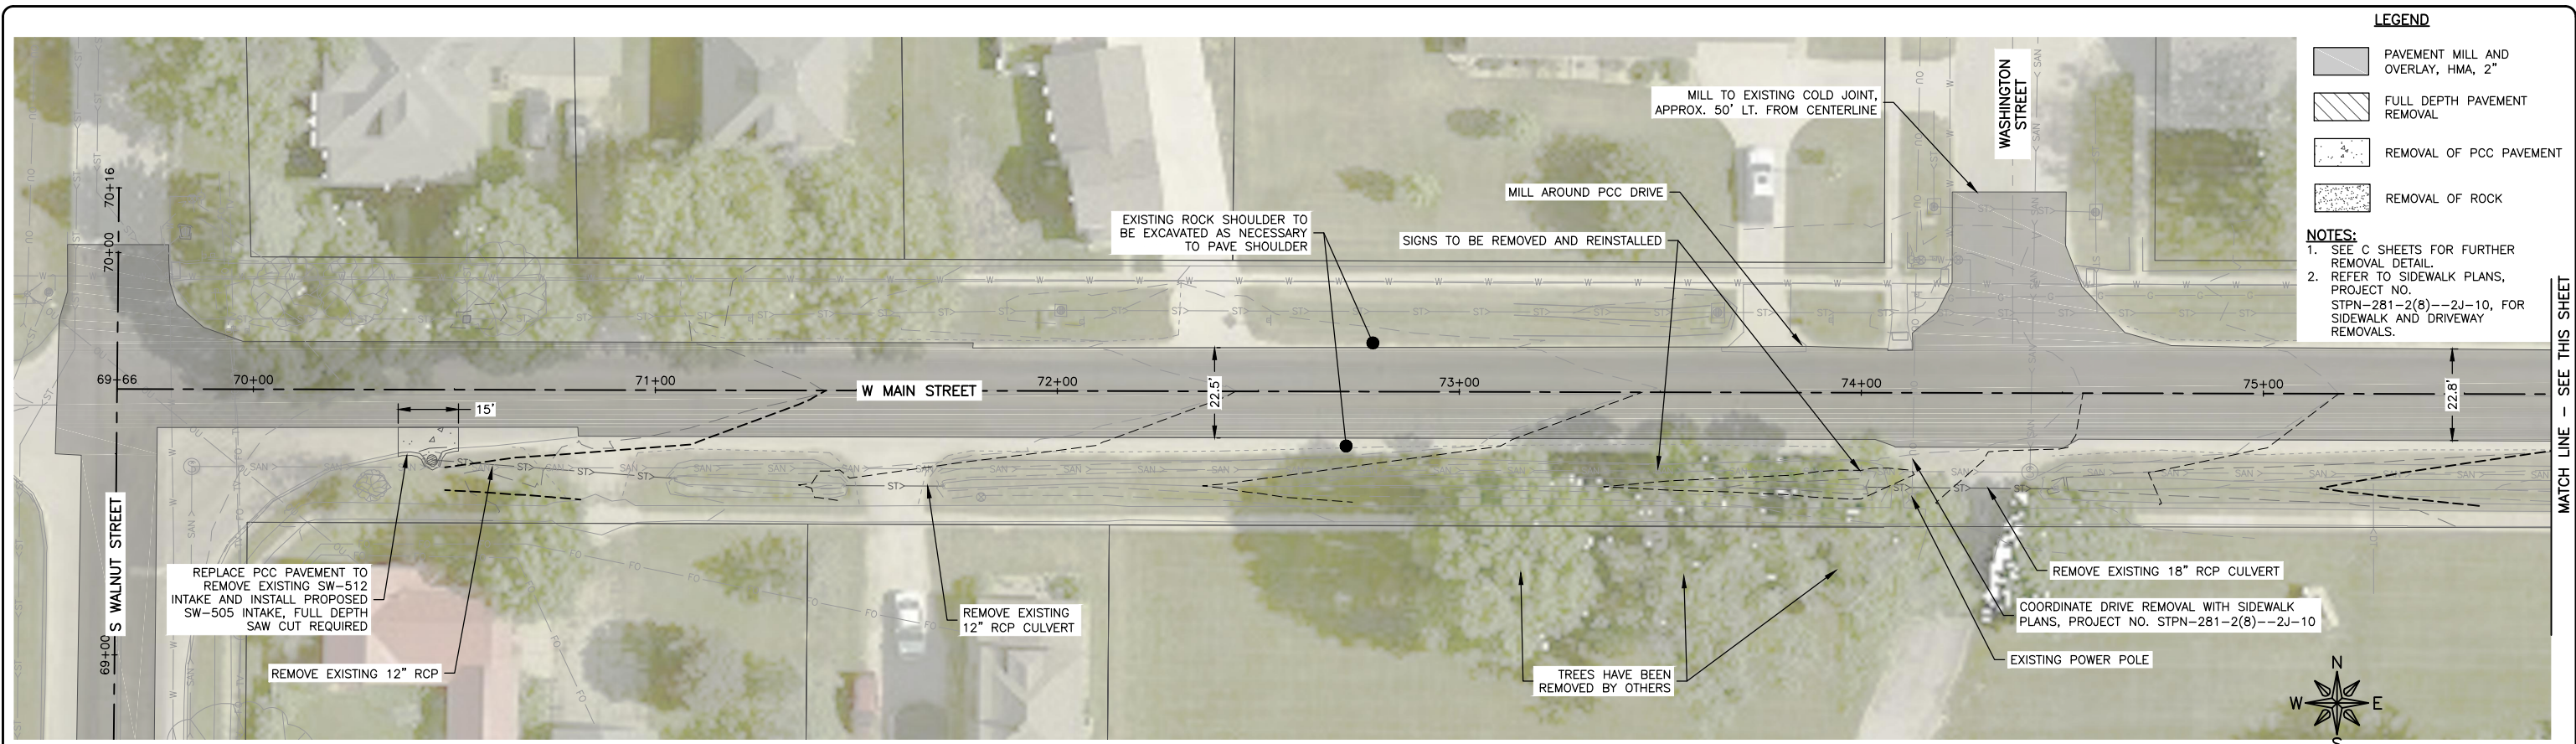 LEGEND
PAVEMENT MILL AND
OVERLAY, HMA, 2"
FULL DEPTH PAVEMENT
REMOVAL
REMOVAL OF PCC PAVEMENT
REMOVAL OF ROCK
NOTES:
1. SEE C SHEETS FOR FURTHER
REMOVAL DETAIL.
2. REFER TO SIDEWALK PLANS,
PROJECT NO.
STPN-281-2(8)--2J-10, FOR
SIDEWALK AND DRIVEWAY
REMOVALS.
WASHINGTON
STREET
MILL TO EXISTING COLD JOINT,
APPROX. 50' LT. FROM CENTERLINE
MILL AROUND PCC DRIVE
SIGNS TO BE REMOVED AND REINSTALLED
EXISTING ROCK SHOULDER TO
BE EXCAVATED AS NECESSARY
TO PAVE SHOULDER
70+16
70+00
69+66
70+00
71+00
W MAIN STREET
72+00
22.5'
73+00
74+00
75+00
22.8'
MATCH LINE - SEE THIS SHEET
15'
S WALNUT STREET
69+00
REPLACE PCC PAVEMENT TO
REMOVE EXISTING SW-512
INTAKE AND INSTALL PROPOSED
SW-505 INTAKE, FULL DEPTH
SAW CUT REQUIRED
REMOVE EXISTING 12" RCP
REMOVE EXISTING
12" RCP CULVERT
TREES HAVE BEEN
REMOVED BY OTHERS
REMOVE EXISTING 18" RCP CULVERT
COORDINATE DRIVE REMOVAL WITH SIDEWALK
PLANS, PROJECT NO. STPN-281-2(8)--2J-10
EXISTING POWER POLE
N
W E
S